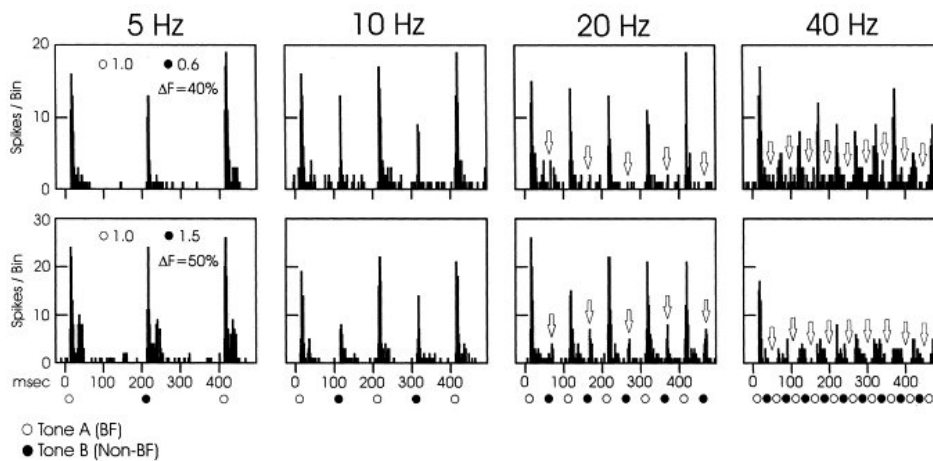 5 Hz 10 Hz 20 Hz 40 Hz
20
○ 1.0 ● 0.6
ΔF=40%
Spikes / Bin
10
0
30
○ 1.0 ● 1.5
ΔF=50%
20
Spikes / Bin
10
0
msec 0 200 400 0 100 200 300 400 0 100 200 300 400 0 100 200 300 400
○ Tone A (BF)
● Tone B (Non-BF)